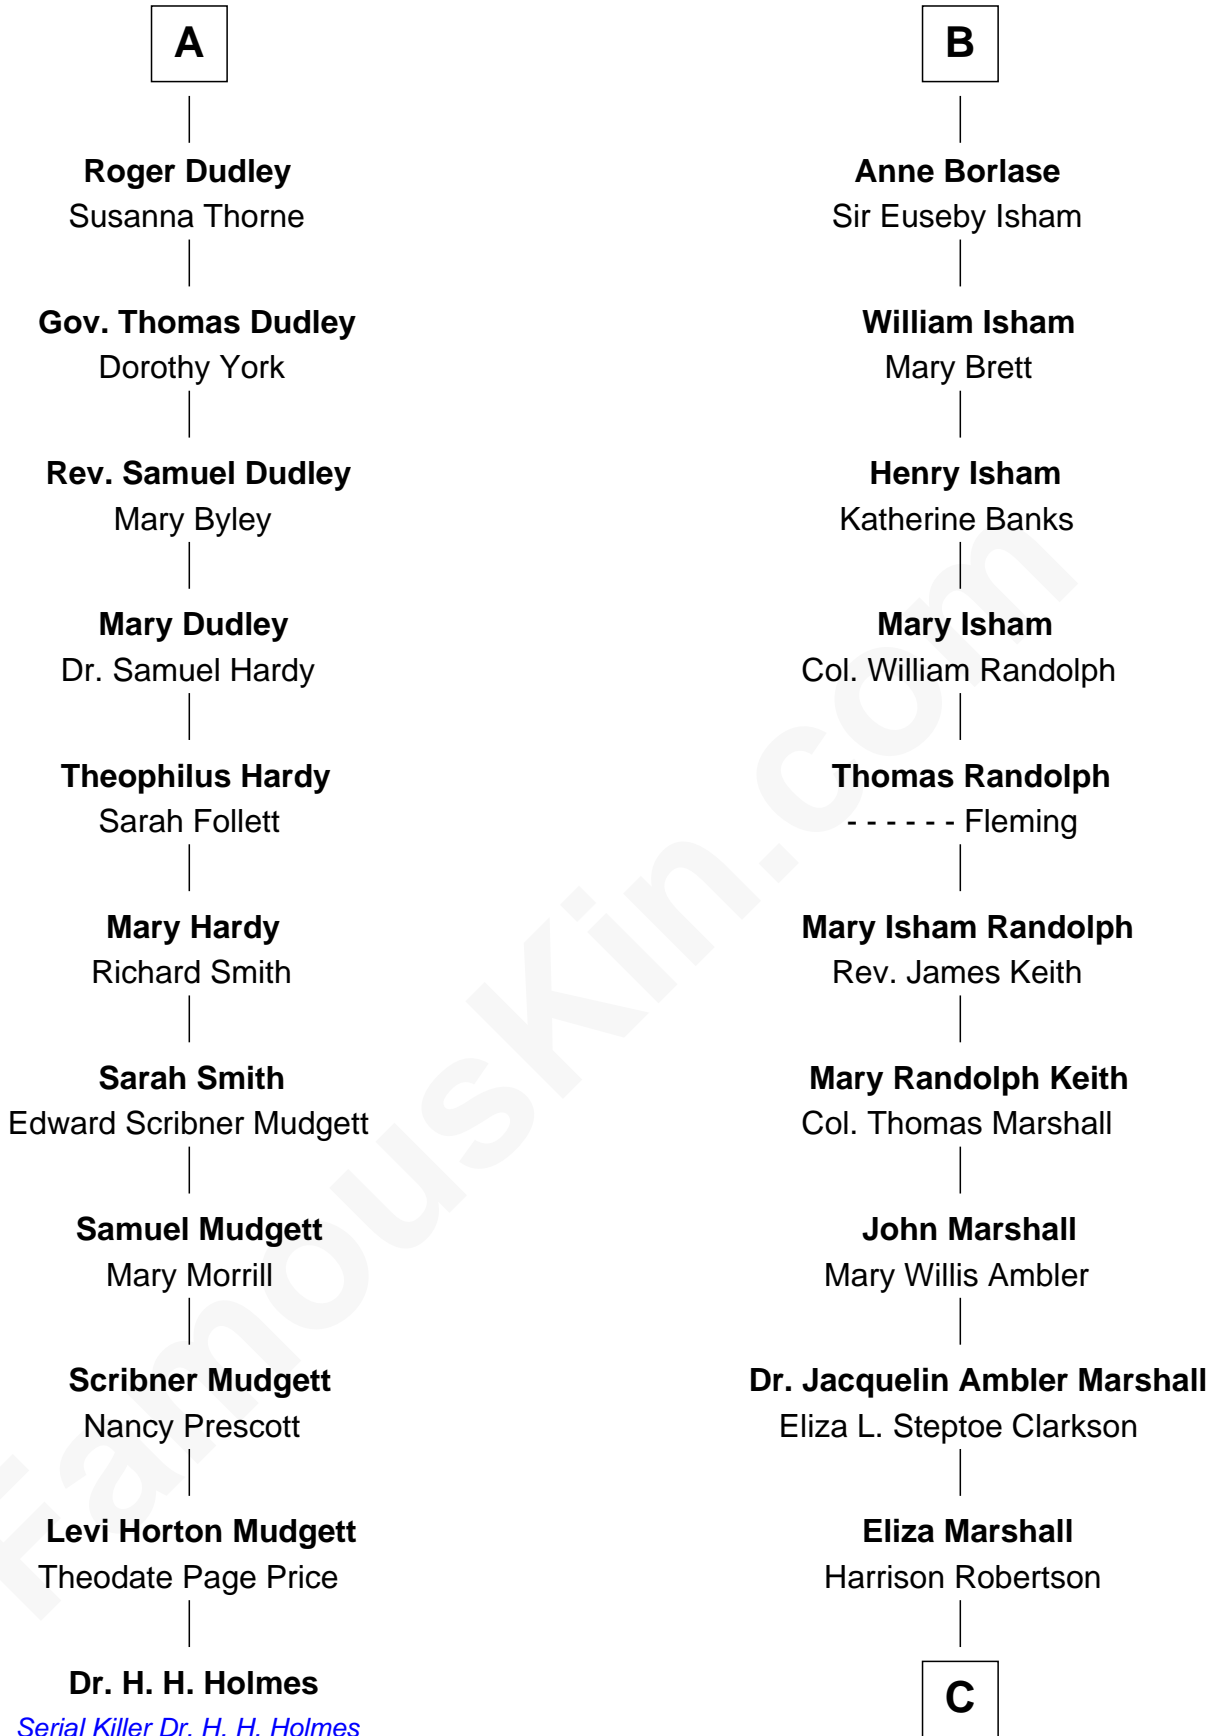 A
Roger Dudley
Susanna Thorne
Gov. Thomas Dudley
Dorothy York
Rev. Samuel Dudley
Mary Byley
Mary Dudley
Dr. Samuel Hardy
Theophilus Hardy
Sarah Follett
Mary Hardy
Richard Smith
Sarah Smith
Edward Scribner Mudgett
Samuel Mudgett
Mary Morrill
Scribner Mudgett
Nancy Prescott
Levi Horton Mudgett
Theodate Page Price
Dr. H. H. Holmes
Serial Killer Dr. H. H. Holmes
B
Anne Borlase
Sir Euseby Isham
William Isham
Mary Brett
Henry Isham
Katherine Banks
Mary Isham
Col. William Randolph
Thomas Randolph
- - - - - - Fleming
Mary Isham Randolph
Rev. James Keith
Mary Randolph Keith
Col. Thomas Marshall
John Marshall
Mary Willis Ambler
Dr. Jacquelin Ambler Marshall
Eliza L. Steptoe Clarkson
Eliza Marshall
Harrison Robertson
C
FamousKin.com